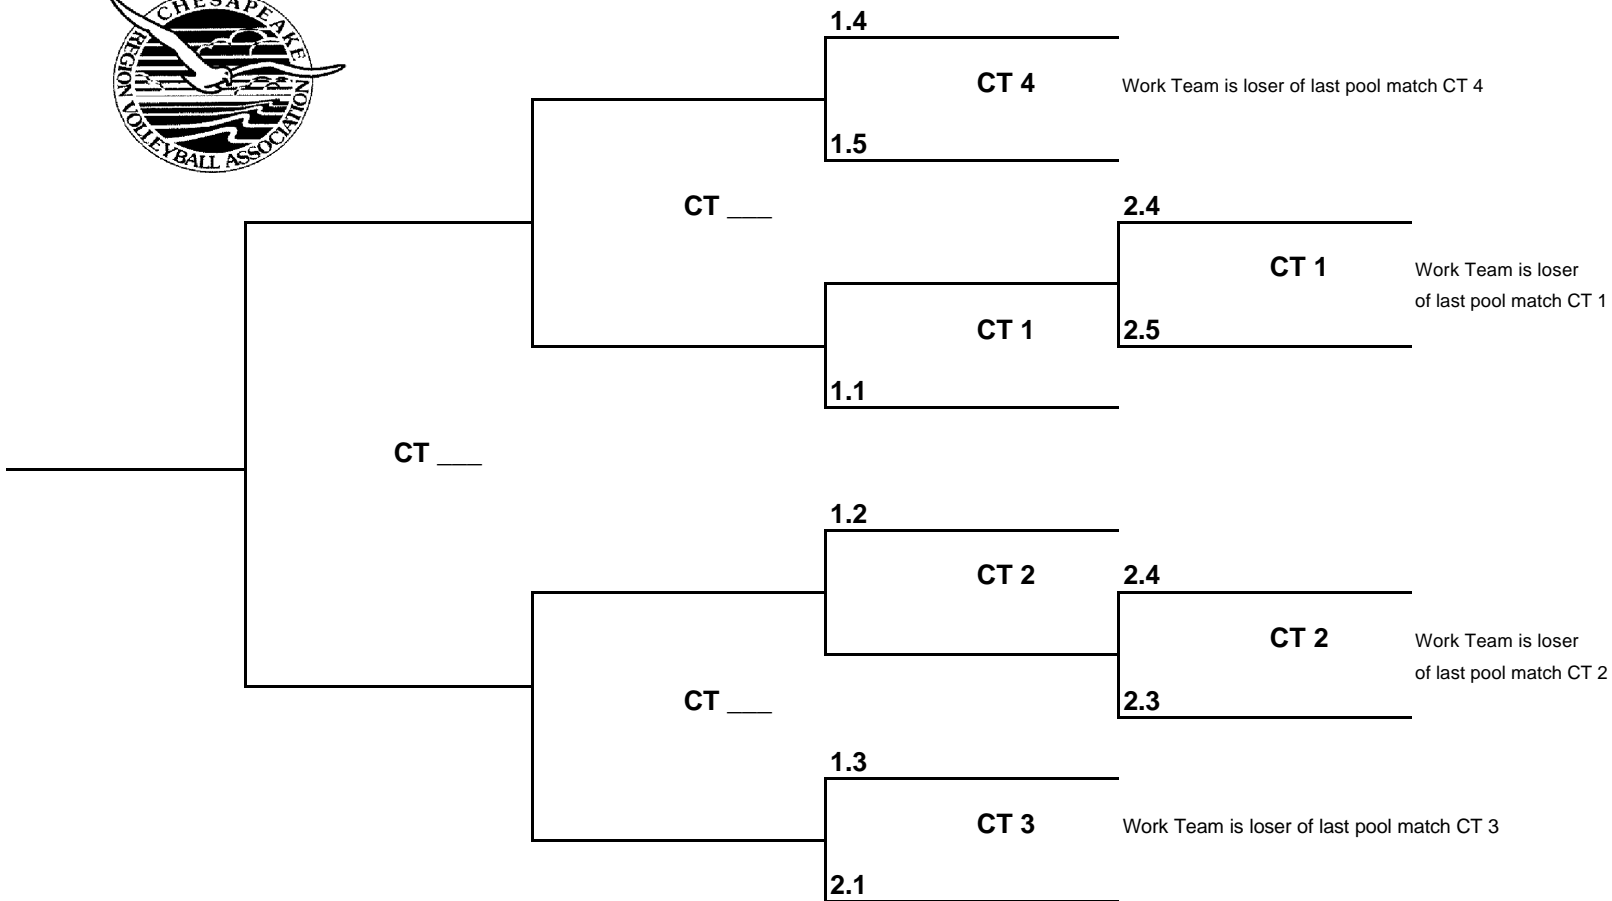 CHESAPEAKE
REGION VOLLEYBALL ASSOCIATION
1.4
CT 4 Work Team is loser of last pool match CT 4
1.5
CT ___ 2.4
CT 1 Work Team is loser
of last pool match CT 1
CT 1 2.5
1.1
CT ___
1.2
CT 2 2.4
CT 2 Work Team is loser
of last pool match CT 2
CT ___ 2.3
1.3
CT 3 Work Team is loser of last pool match CT 3
2.1